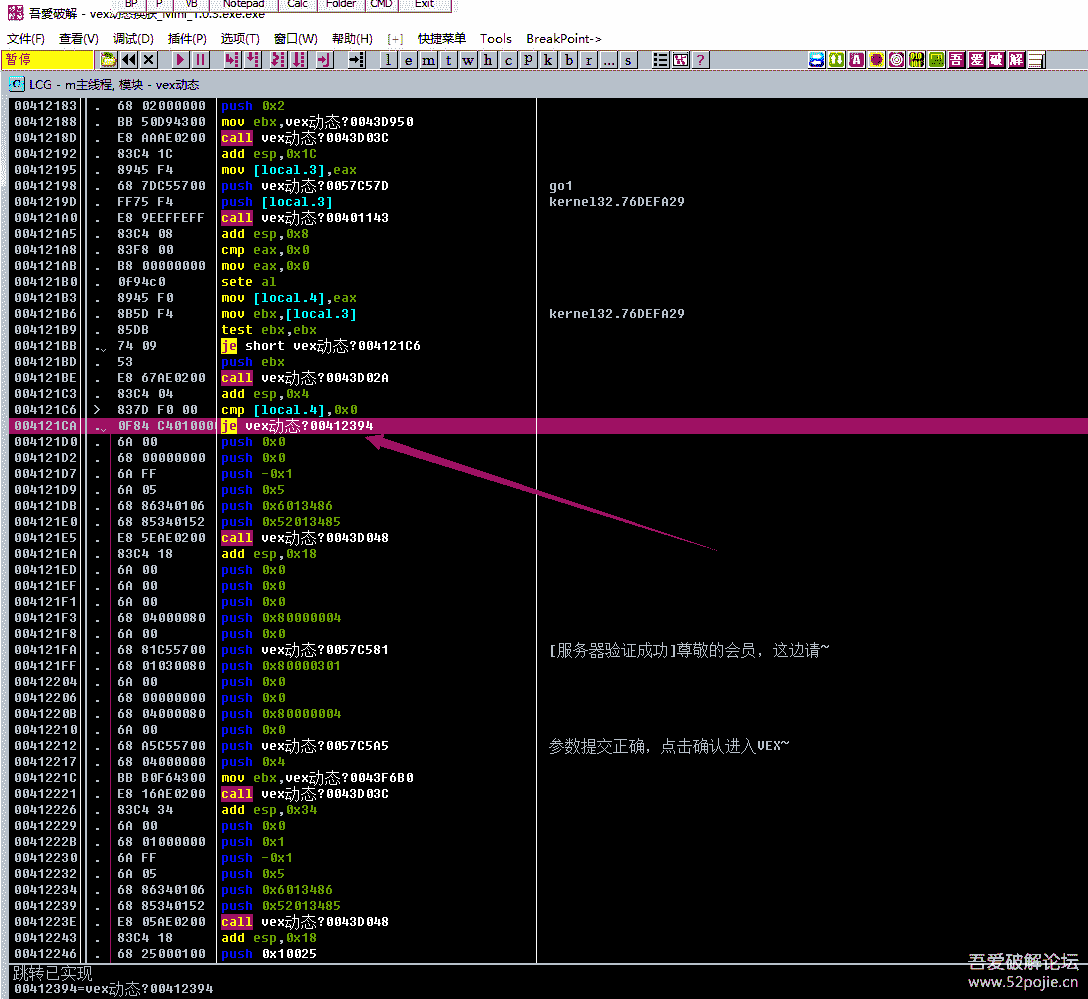 BP P VB Notepad Calc Folder CMD Exit
吾爱破解 - vex动态换肤_Mini_1.0.3.exe.exe
文件(F) 查看(V) 调试(D) 插件(P) 选项(T) 窗口(W) 帮助(H) [+] 快捷菜单 Tools BreakPoint->
暂停 l e m t w h c p k b r ... s ? 吾 爱 破 解
LCG - m主线程, 模块 - vex动态
00412183 . 68 02000000 push 0x2
00412188 . BB 50D94300 mov ebx,vex动态?0043D950
0041218D . E8 AAAE0200 call vex动态?0043D03C
00412192 . 83C4 1C add esp,0x1C
00412195 . 8945 F4 mov [local.3],eax
00412198 . 68 7DC55700 push vex动态?0057C57D go1
0041219D . FF75 F4 push [local.3] kernel32.76DEFA29
004121A0 . E8 9EEFFEFF call vex动态?00401143
004121A5 . 83C4 08 add esp,0x8
004121A8 . 83F8 00 cmp eax,0x0
004121AB . B8 00000000 mov eax,0x0
004121B0 . 0F94c0 sete al
004121B3 . 8945 F0 mov [local.4],eax
004121B6 . 8B5D F4 mov ebx,[local.3] kernel32.76DEFA29
004121B9 . 85DB test ebx,ebx
004121BB .⌄ 74 09 je short vex动态?004121C6
004121BD . 53 push ebx
004121BE . E8 67AE0200 call vex动态?0043D02A
004121C3 . 83C4 04 add esp,0x4
004121C6 > 837D F0 00 cmp [local.4],0x0
004121CA .⌄ 0F84 C4010000 je vex动态?00412394
004121D0 . 6A 00 push 0x0
004121D2 . 68 00000000 push 0x0
004121D7 . 6A FF push -0x1
004121D9 . 6A 05 push 0x5
004121DB . 68 86340106 push 0x6013486
004121E0 . 68 85340152 push 0x52013485
004121E5 . E8 5EAE0200 call vex动态?0043D048
004121EA . 83C4 18 add esp,0x18
004121ED . 6A 00 push 0x0
004121EF . 6A 00 push 0x0
004121F1 . 6A 00 push 0x0
004121F3 . 68 04000080 push 0x80000004
004121F8 . 6A 00 push 0x0
004121FA . 68 81C55700 push vex动态?0057C581 [服务器验证成功]尊敬的会员，这边请~
004121FF . 68 01030080 push 0x80000301
00412204 . 6A 00 push 0x0
00412206 . 68 00000000 push 0x0
0041220B . 68 04000080 push 0x80000004
00412210 . 6A 00 push 0x0
00412212 . 68 A5C55700 push vex动态?0057C5A5 参数提交正确，点击确认进入VEX~
00412217 . 68 04000000 push 0x4
0041221C . BB B0F64300 mov ebx,vex动态?0043F6B0
00412221 . E8 16AE0200 call vex动态?0043D03C
00412226 . 83C4 34 add esp,0x34
00412229 . 6A 00 push 0x0
0041222B . 68 01000000 push 0x1
00412230 . 6A FF push -0x1
00412232 . 6A 05 push 0x5
00412234 . 68 86340106 push 0x6013486
00412239 . 68 85340152 push 0x52013485
0041223E . E8 05AE0200 call vex动态?0043D048
00412243 . 83C4 18 add esp,0x18
00412246 . 68 25000100 push 0x10025
跳转已实现
00412394=vex动态?00412394
吾爱破解论坛
www.52pojie.cn